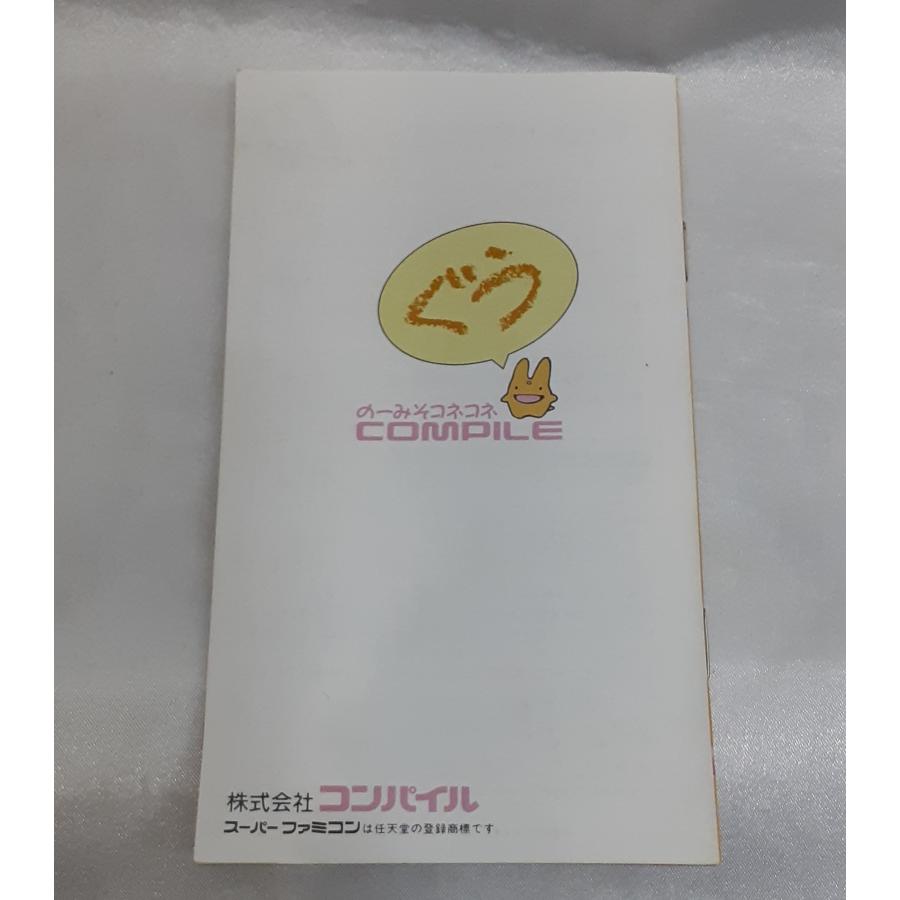 ぐう
のーみそコネコネ
COMPILE
株式会社 コンパイル
スーパーファミコンは任天堂の登録商標です